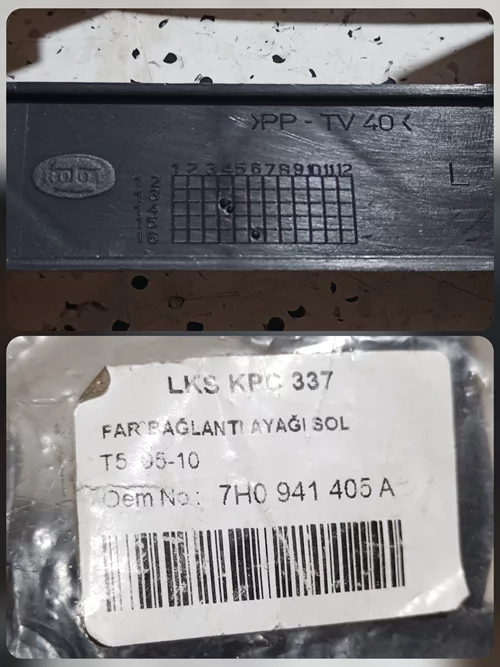 >PP - TV 40<
L
1 2 3 4 5 6 7 8 9 10 11 12
LKS KPC 337
FAR BAĞLANTI AYAĞI SOL
T5 05-10
Oem No.: 7H0 941 405 A